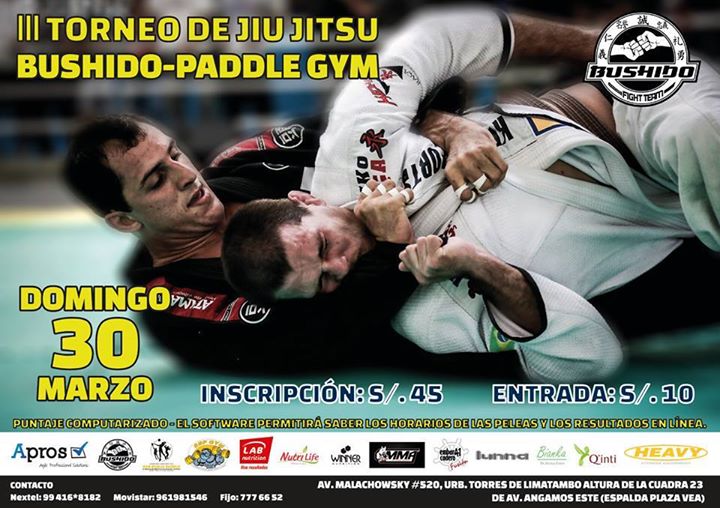 III TORNEO DE JIU JITSU
BUSHIDO-PADDLE GYM
BUSHIDO
FIGHT TEAM
DOMINGO
30
MARZO
INSCRIPCIÓN: S/. 45
ENTRADA: S/. 10
PUNTAJE COMPUTARIZADO - EL SOFTWARE PERMITIRÁ SABER LOS HORARIOS DE LAS PELEAS Y LOS RESULTADOS EN LÍNEA.
Apros
BUSHIDO
LAB
nutrition
NutriLife
WINNER
NUTRITION
MMA
Fusión
iunna
Bianka
Q'inti
HEAVY
CONTACTO
Nextel: 99 416*8182 Movistar: 961981546 Fijo: 777 66 52
AV. MALACHOWSKY #520, URB. TORRES DE LIMATAMBO ALTURA DE LA CUADRA 23
DE AV. ANGAMOS ESTE (ESPALDA PLAZA VEA)